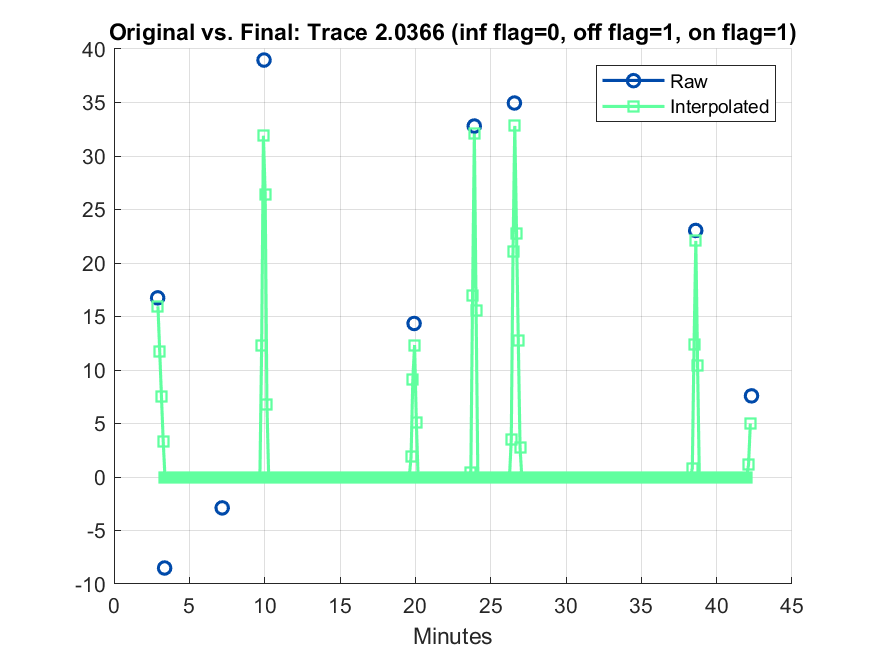 Original vs. Final: Trace 2.0366 (inf flag=0, off flag=1, on flag=1)
40
35
30
25
20
15
10
5
0
-5
-10
Raw
Interpolated
0 5 10 15 20 25 30 35 40 45
Minutes